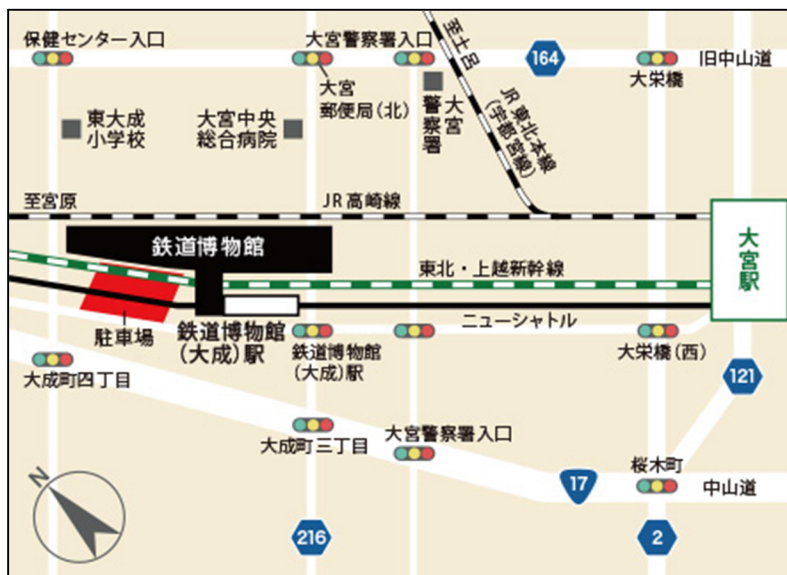 保健センター入口
大宮警察署入口
至土呂
164
旧中山道
大栄橋
大宮
郵便局(北)
東大成
小学校
大宮中央
総合病院
大宮
警察署
JR東北本線
(宇都宮線)
至宮原
JR高崎線
鉄道博物館
東北・上越新幹線
大宮駅
ニューシャトル
駐車場
鉄道博物館
(大成)駅
鉄道博物館
(大成)駅
大栄橋(西)
大成町四丁目
121
大成町三丁目
大宮警察署入口
桜木町
17
中山道
N
216
2